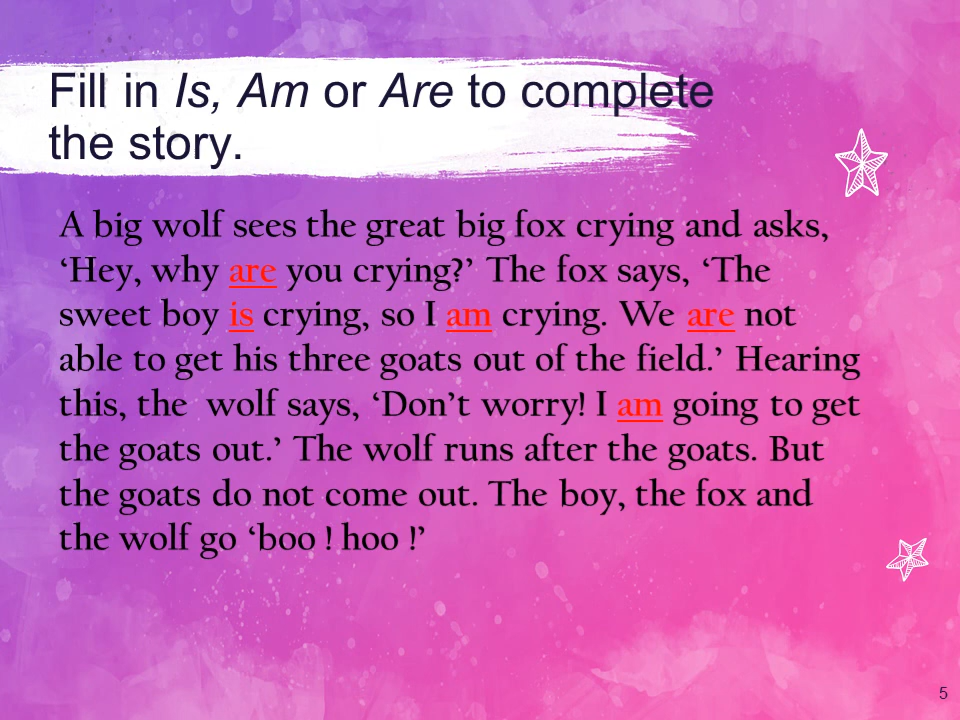 Fill in Is, Am or Are to complete
the story.
A big wolf sees the great big fox crying and asks,
‘Hey, why are you crying?’ The fox says, ‘The
sweet boy is crying, so I am crying. We are not
able to get his three goats out of the field.’ Hearing
this, the  wolf says, ‘Don’t worry! I am going to get
the goats out.’ The wolf runs after the goats. But
the goats do not come out. The boy, the fox and
the wolf go ‘boo ! hoo !’
5